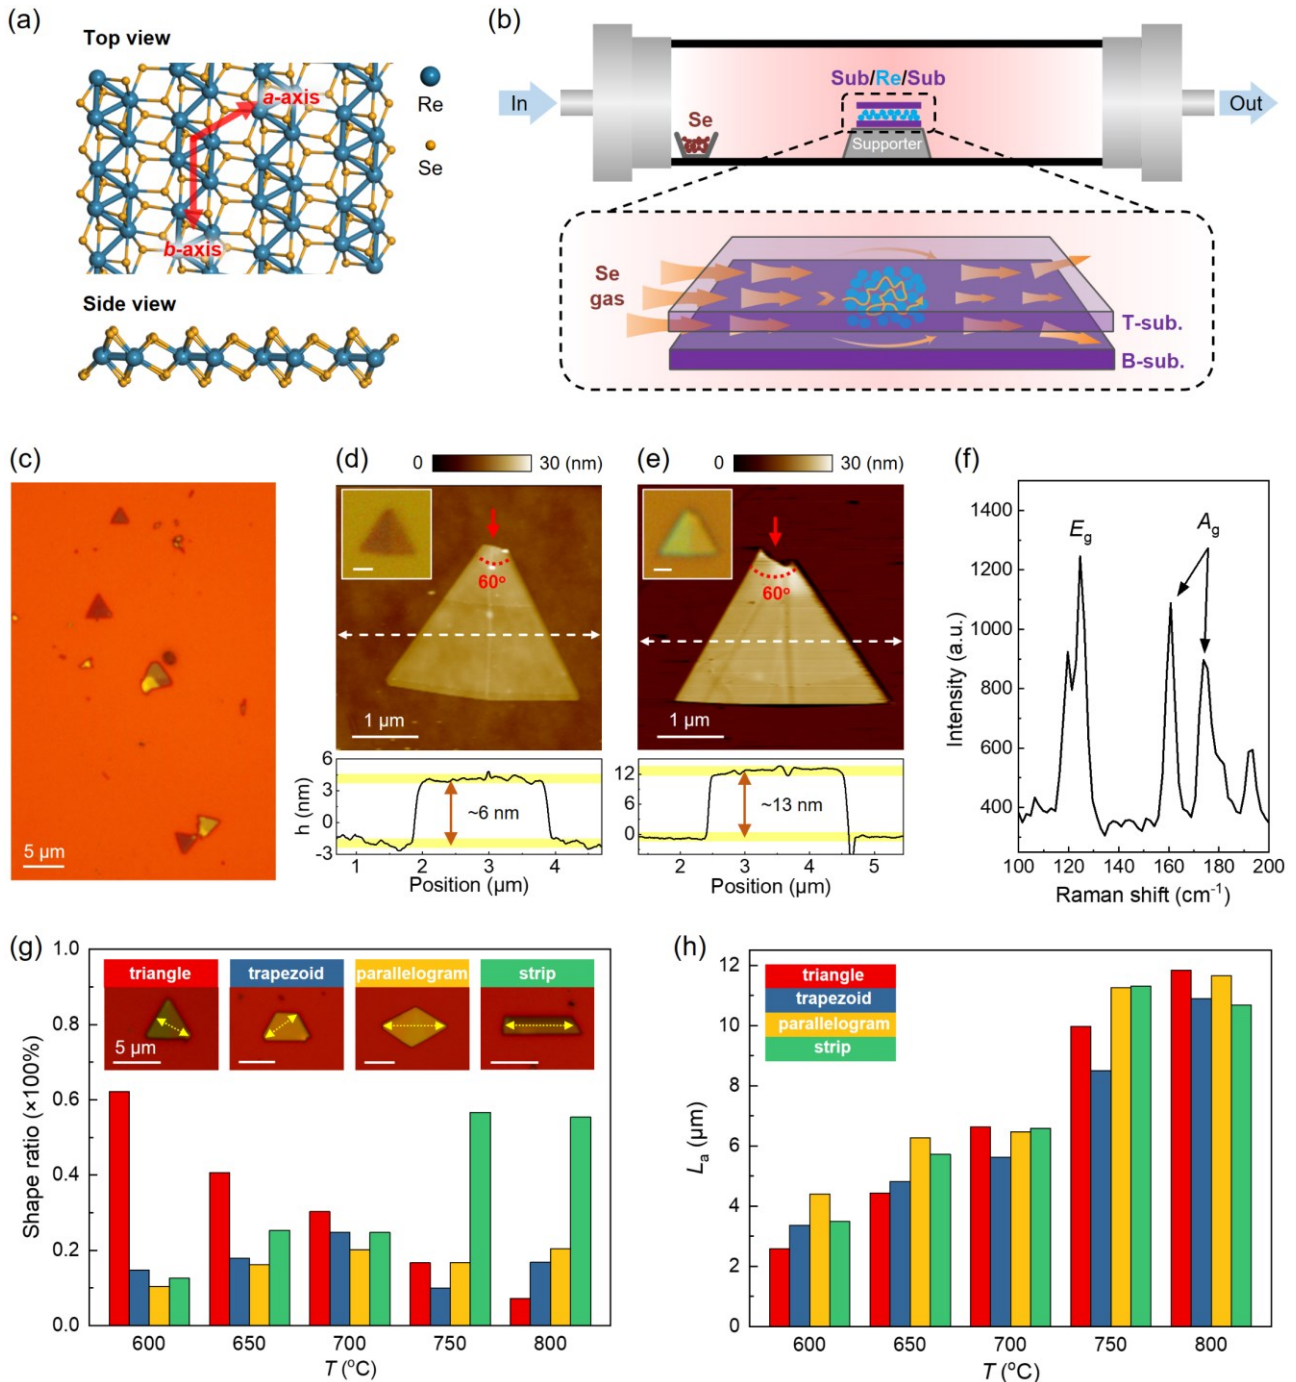 (a)
Top view
a-axis
b-axis
Re
Se
Side view
(b)
In
Out
Sub/Re/Sub
Se
Supporter
Se
gas
T-sub.
B-sub.
(c)
5 μm
(d)
0 30 (nm)
60°
1 μm
h (nm)
6
3
0
-3
~6 nm
1 2 3 4
Position (μm)
(e)
0 30 (nm)
60°
1 μm
12
6
0
~13 nm
2 3 4 5
Position (μm)
(f)
Intensity (a.u.)
1400
1200
1000
800
600
400
Eg
Ag
100 120 140 160 180 200
Raman shift (cm-1)
(g)
Shape ratio (×100%)
1.0
0.8
0.6
0.4
0.2
0.0
triangle trapezoid parallelogram strip
5 μm
600 650 700 750 800
T (°C)
(h)
La (μm)
12
10
8
6
4
2
0
triangle
trapezoid
parallelogram
strip
600 650 700 750 800
T (°C)